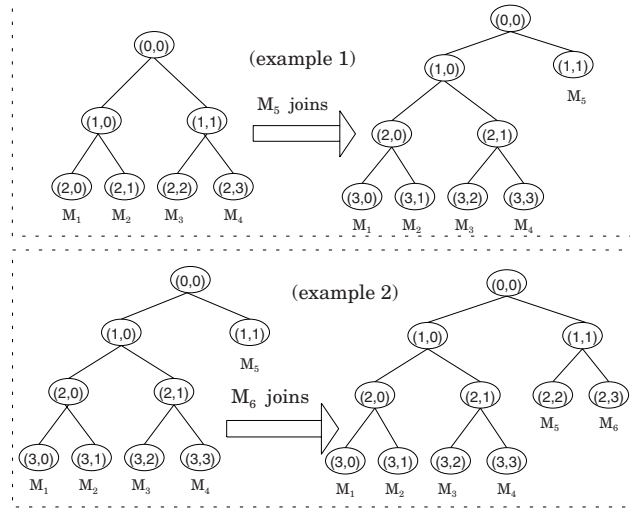 (0,0)
(example 1)
(1,0) (1,1)
M₅ joins
(2,0) (2,1) (2,2) (2,3)
M₁ M₂ M₃ M₄
(0,0)
(1,0) (1,1)
M₅
(2,0) (2,1)
(3,0) (3,1) (3,2) (3,3)
M₁ M₂ M₃ M₄
(0,0)
(example 2)
(1,0) (1,1)
M₅
(2,0) (2,1)
M₆ joins
(3,0) (3,1) (3,2) (3,3)
M₁ M₂ M₃ M₄
(0,0)
(1,0) (1,1)
(2,0) (2,1) (2,2) (2,3)
M₅ M₆
(3,0) (3,1) (3,2) (3,3)
M₁ M₂ M₃ M₄